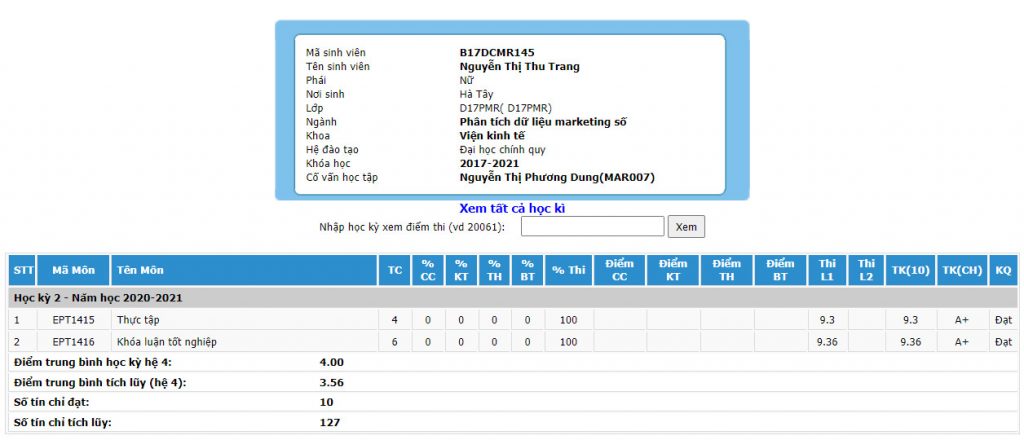 Mã sinh viên B17DCMR145
Tên sinh viên Nguyễn Thị Thu Trang
Phái Nữ
Nơi sinh Hà Tây
Lớp D17PMR( D17PMR)
Ngành Phân tích dữ liệu marketing số
Khoa Viện kinh tế
Hệ đào tạo Đại học chính quy
Khóa học 2017-2021
Cố vấn học tập Nguyễn Thị Phương Dung(MAR007)
Xem tất cả học kì
Nhập học kỳ xem điểm thi (vd 20061): Xem
STT Mã Môn Tên Môn TC % CC % KT % TH % BT % Thi Điểm CC Điểm KT Điểm TH Điểm BT Thi L1 Thi L2 TK(10) TK(CH) KQ
Học kỳ 2 - Năm học 2020-2021
1 EPT1415 Thực tập 4 0 0 0 0 100 9.3 9.3 A+ Đạt
2 EPT1416 Khóa luận tốt nghiệp 6 0 0 0 0 100 9.36 9.36 A+ Đạt
Điểm trung bình học kỳ hệ 4: 4.00
Điểm trung bình tích lũy (hệ 4): 3.56
Số tín chỉ đạt: 10
Số tín chỉ tích lũy: 127